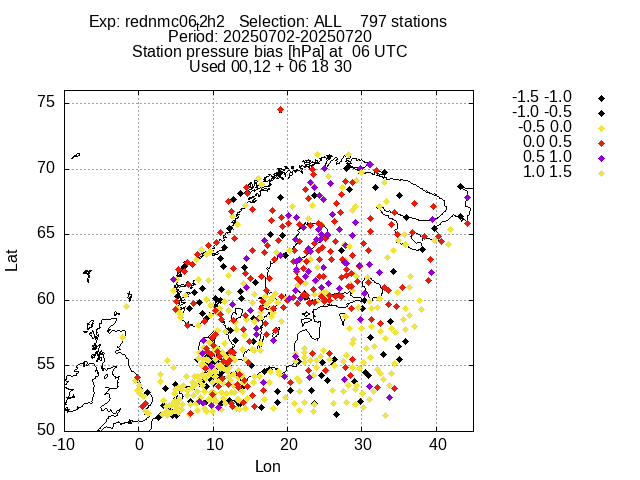 Exp: rednmc06t2h2 Selection: ALL 797 stations
Period: 20250702-20250720
Station pressure bias [hPa] at 06 UTC
Used 00,12 + 06 18 30
-1.5 -1.0
-1.0 -0.5
-0.5 0.0
0.0 0.5
0.5 1.0
1.0 1.5
75
70
65
60
55
50
Lat
-10 0 10 20 30 40
Lon